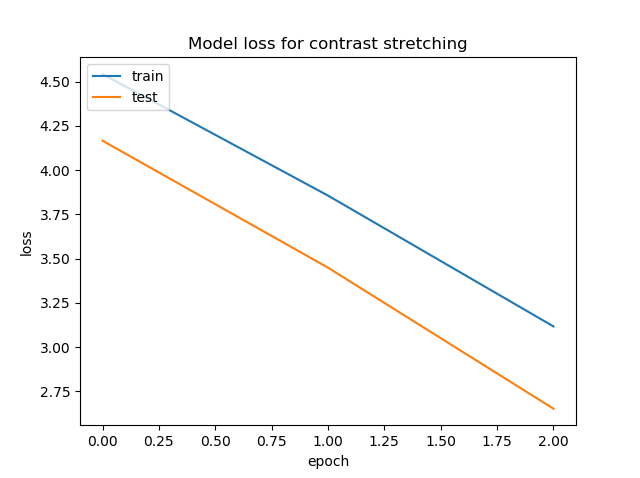 Model loss for contrast stretching
train
test
4.50
4.25
4.00
3.75
3.50
3.25
3.00
2.75
loss
0.00 0.25 0.50 0.75 1.00 1.25 1.50 1.75 2.00
epoch